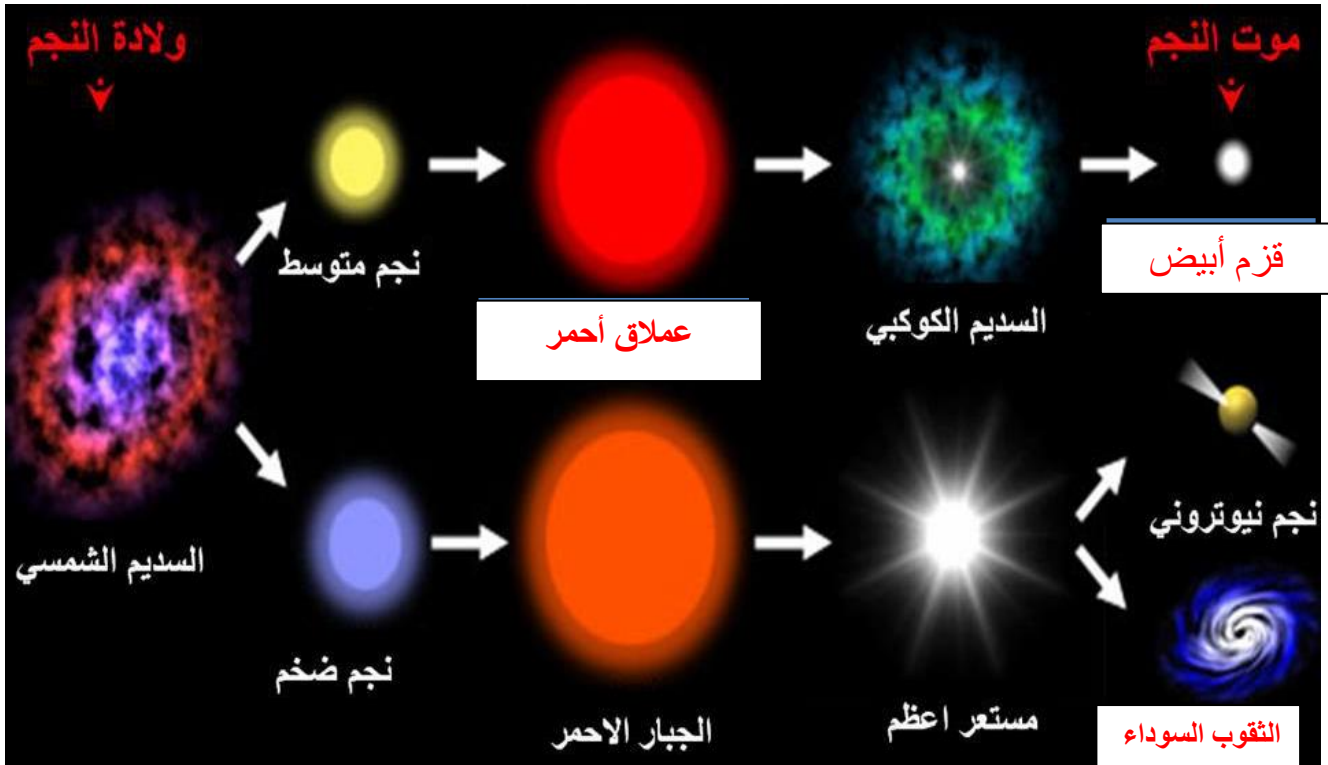 ولادة النجم
موت النجم
نجم متوسط
عملاق أحمر
السديم الكوكبي
قزم أبيض
السديم الشمسي
نجم نيوتروني
نجم ضخم
الجبار الاحمر
مستعر اعظم
الثقوب السوداء